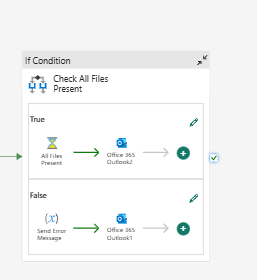 If Condition
Check All Files
Present
True
All Files
Present
Office 365
Outlook2
False
(x)
Send Error
Message
Office 365
Outlook1